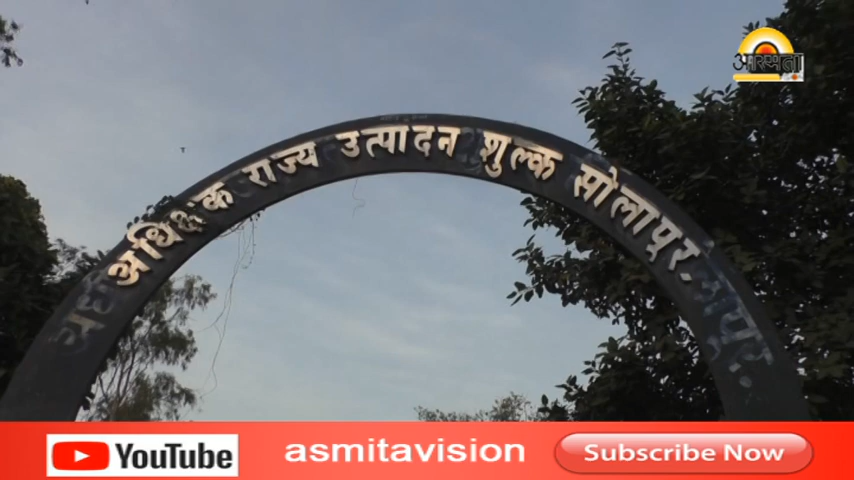 अस्मिता
अधिक्षक राज्य उत्पादन शुल्क सोलापूर.
YouTube
asmitavision
Subscribe Now